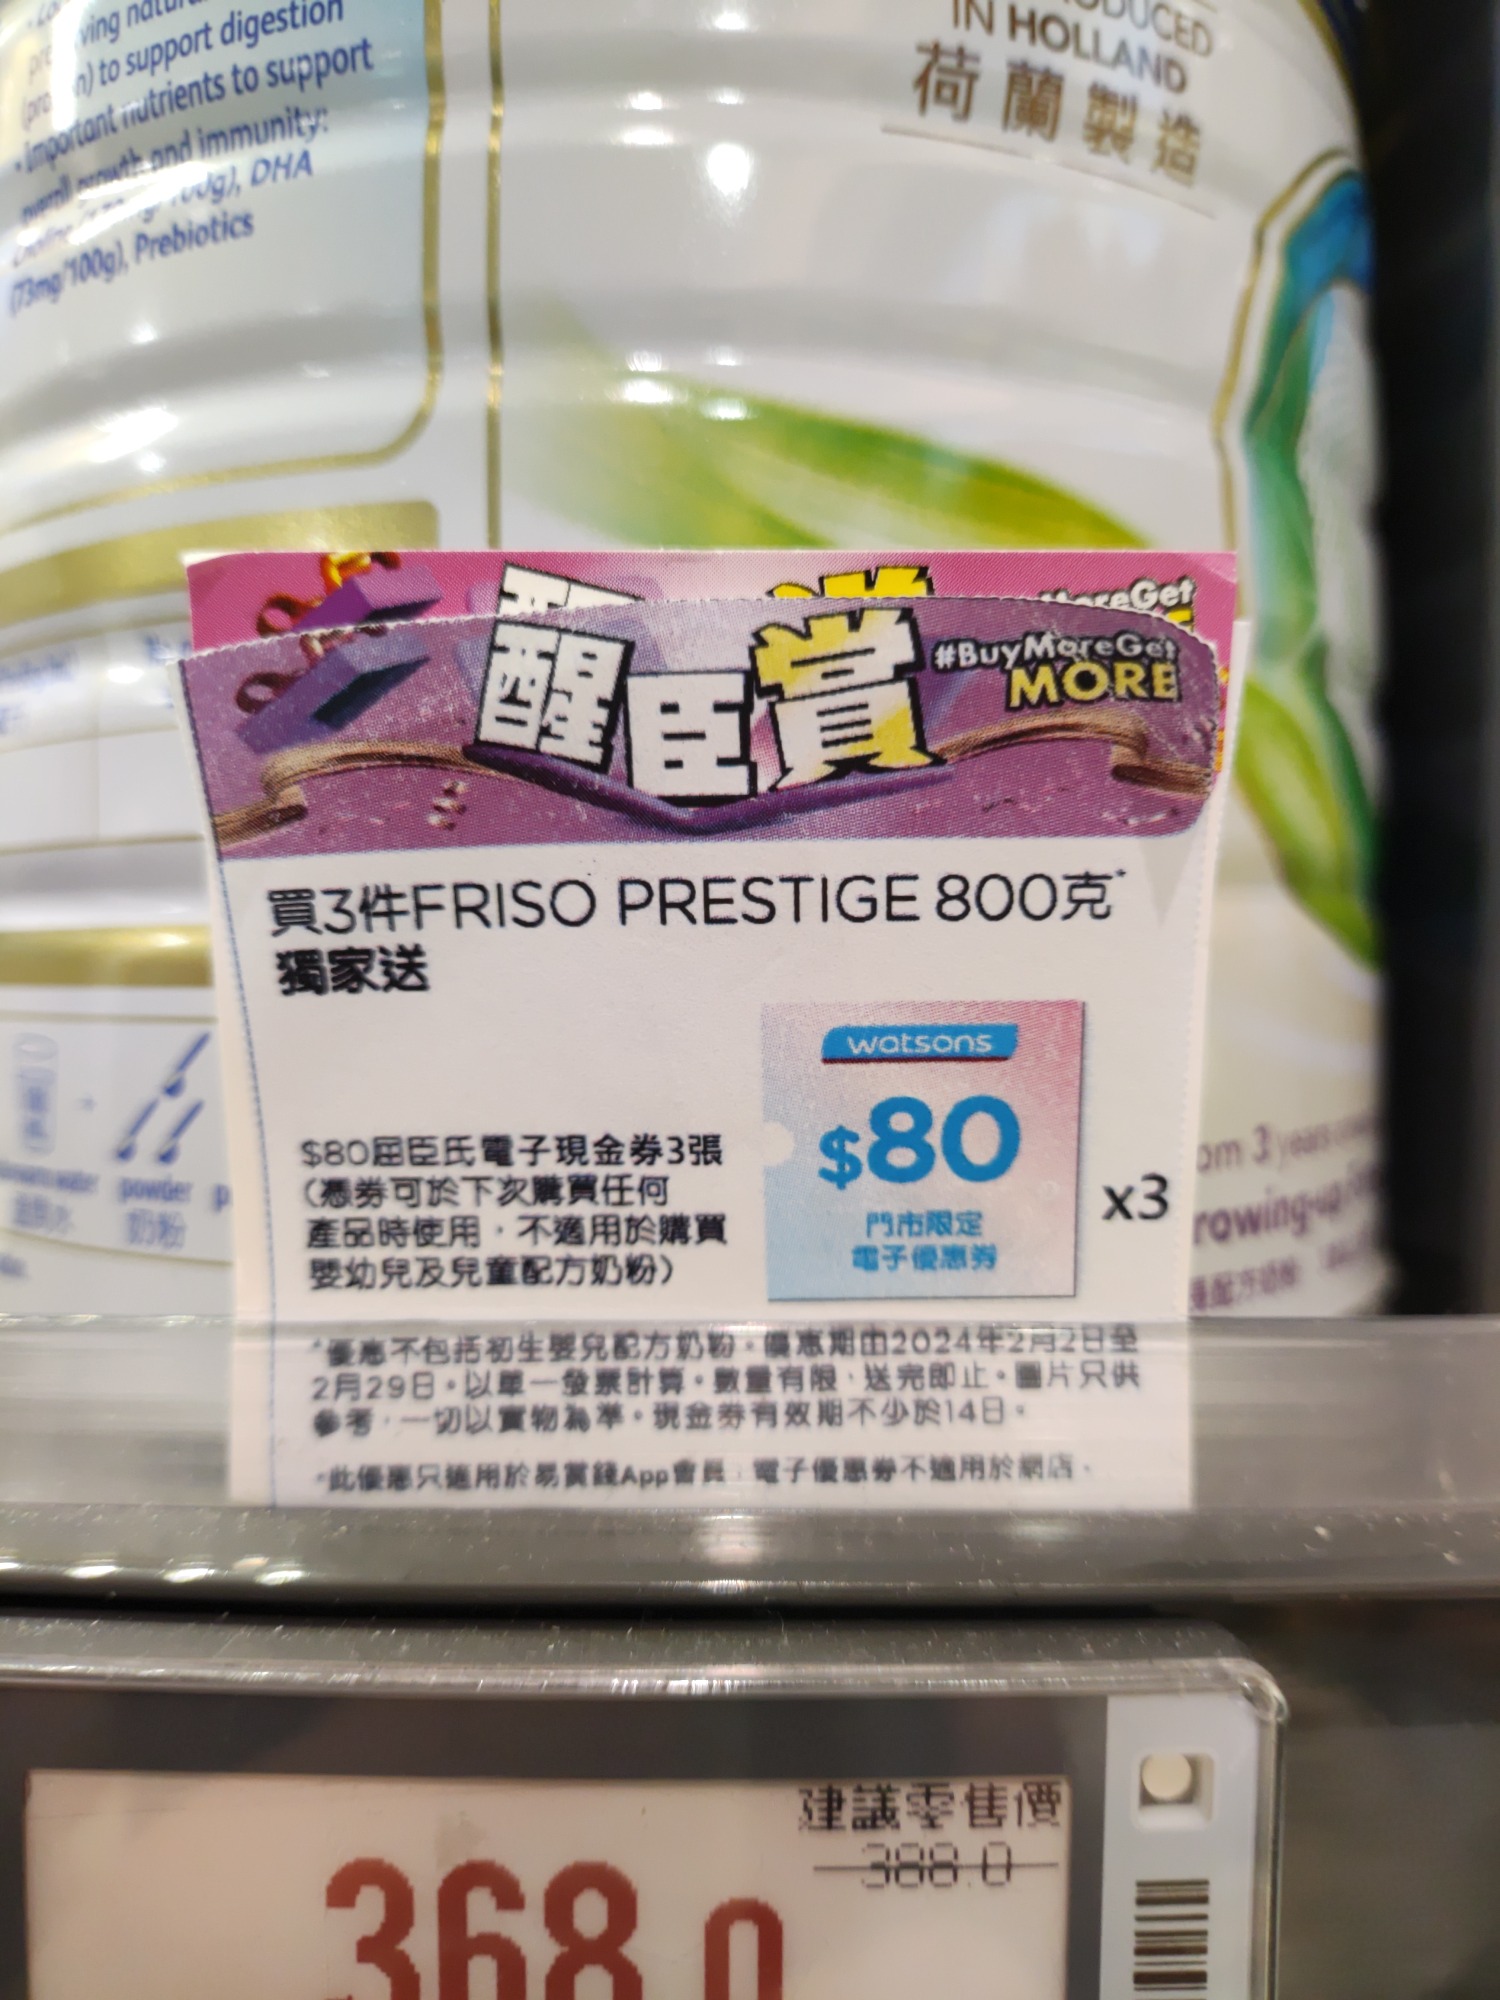 ving natur
to support digestion
Important nutrients to support
overall growth and immunity:
DHA
(73mg/100g), Prebiotics
IN HOLLAND
荷蘭製造
醒臣賞
#BuyMoreGet
MORE
買3件FRISO PRESTIGE 800克*
獨家送
watsons
$80
門市限定
電子優惠券
x3
$80屈臣氏電子現金券3張
（憑券可於下次購買任何
產品時使用，不適用於購買
嬰幼兒及兒童配方奶粉）
*優惠不包括初生嬰兒配方奶粉。優惠期由2024年2月2日至
2月29日。以單一發票計算。數量有限，送完即止。圖片只供
參考，一切以實物為準。現金券有效期不少於14日。
*此優惠只適用於易賞錢App會員，電子優惠券不適用於網店。
powder
奶粉
om 3 years
建議零售價
388.0
368.0